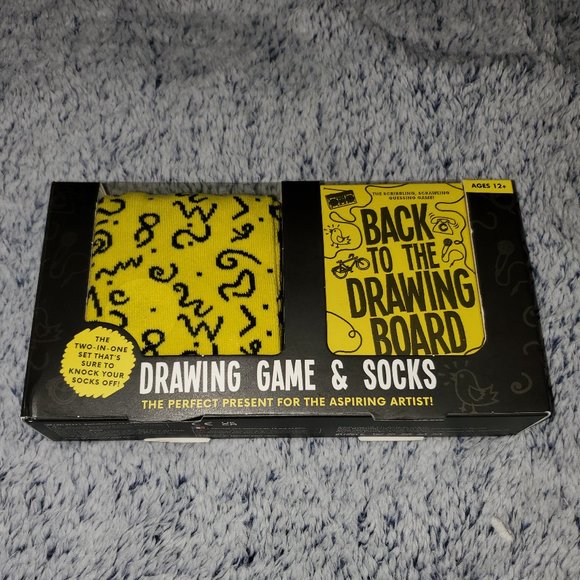 AGES 12+
THE SCRIBBLING, SCRAWLING
GUESSING GAME!
BACK
TO THE
DRAWING
BOARD
THE
TWO-IN-ONE
SET THAT'S
SURE TO
KNOCK YOUR
SOCKS OFF!
DRAWING GAME & SOCKS
THE PERFECT PRESENT FOR THE ASPIRING ARTIST!